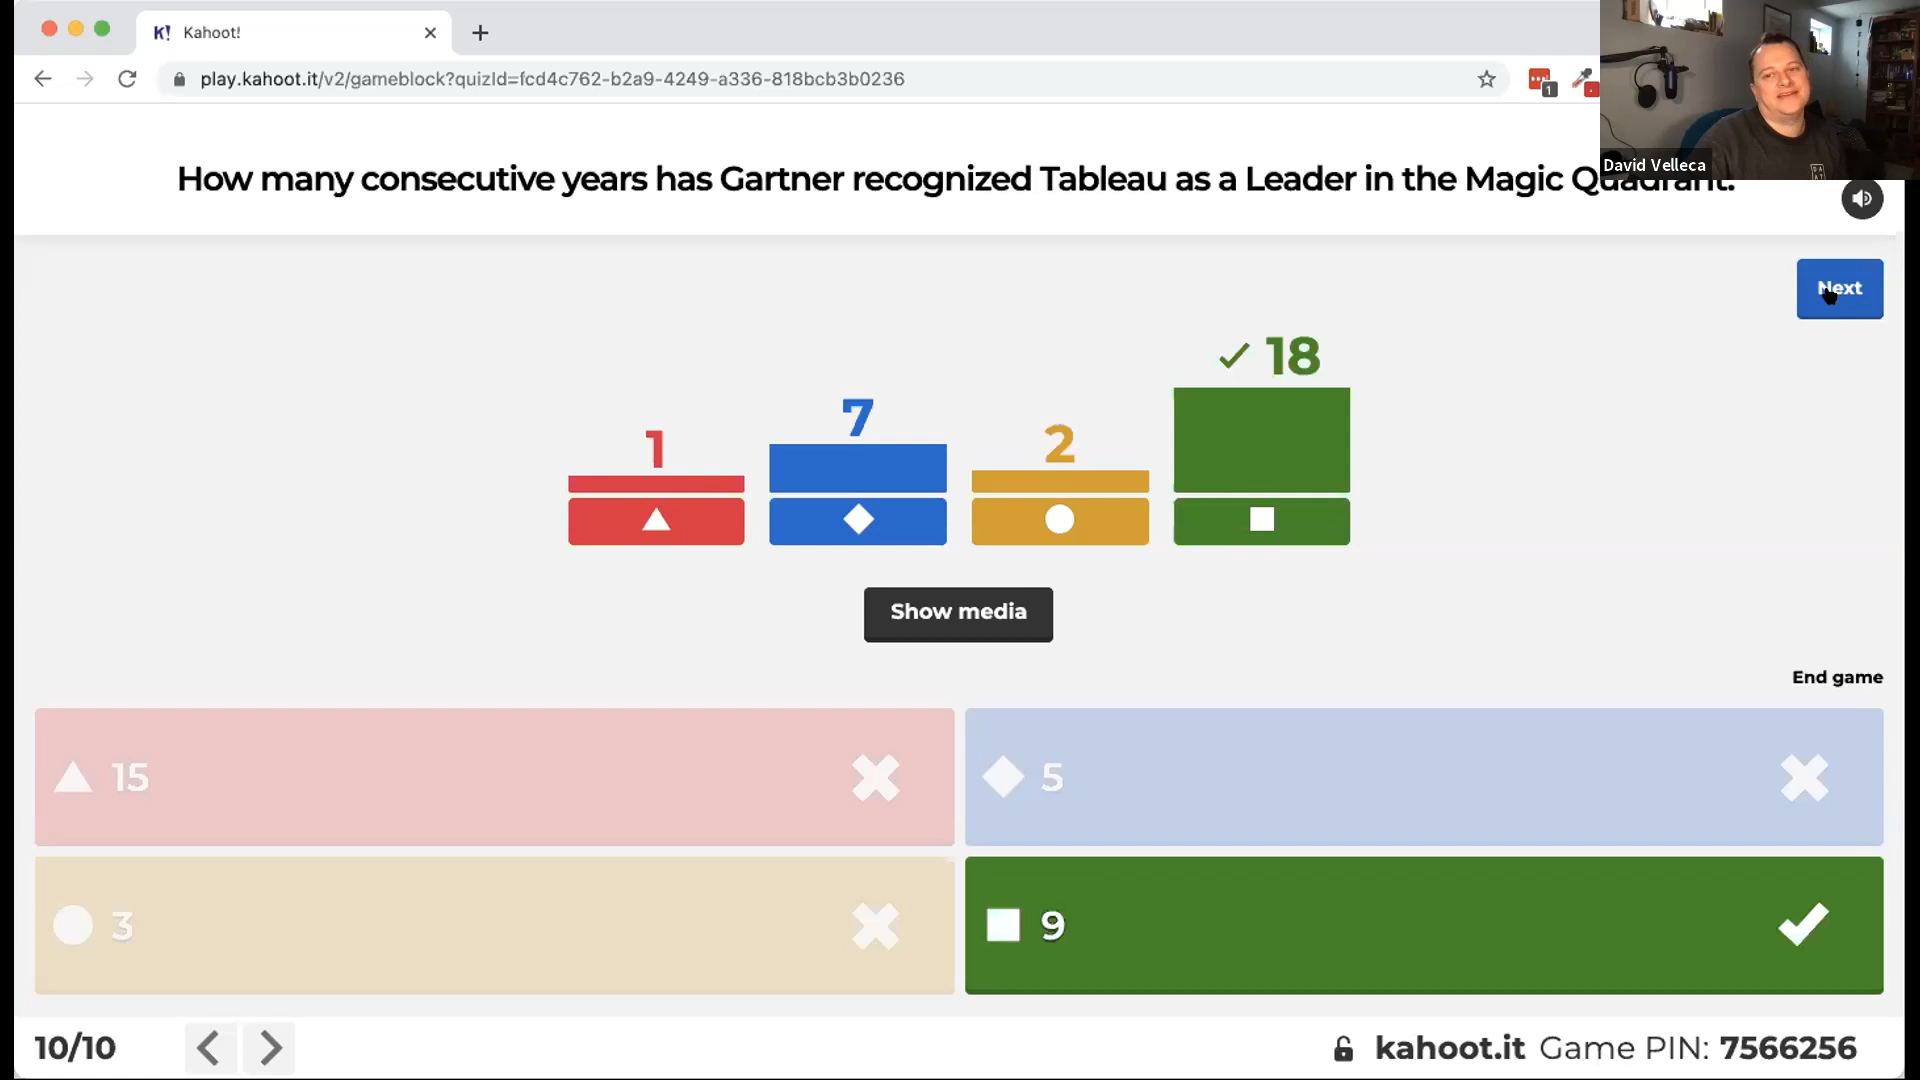 Kahoot!
play.kahoot.it/v2/gameblock?quizId=fcd4c762-b2a9-4249-a336-818bcb3b0236
1
David Velleca
How many consecutive years has Gartner recognized Tableau as a Leader in the Magic Quadrant.
Next
1
7
2
18
Show media
End game
15
5
3
9
10/10
kahoot.it Game PIN: 7566256